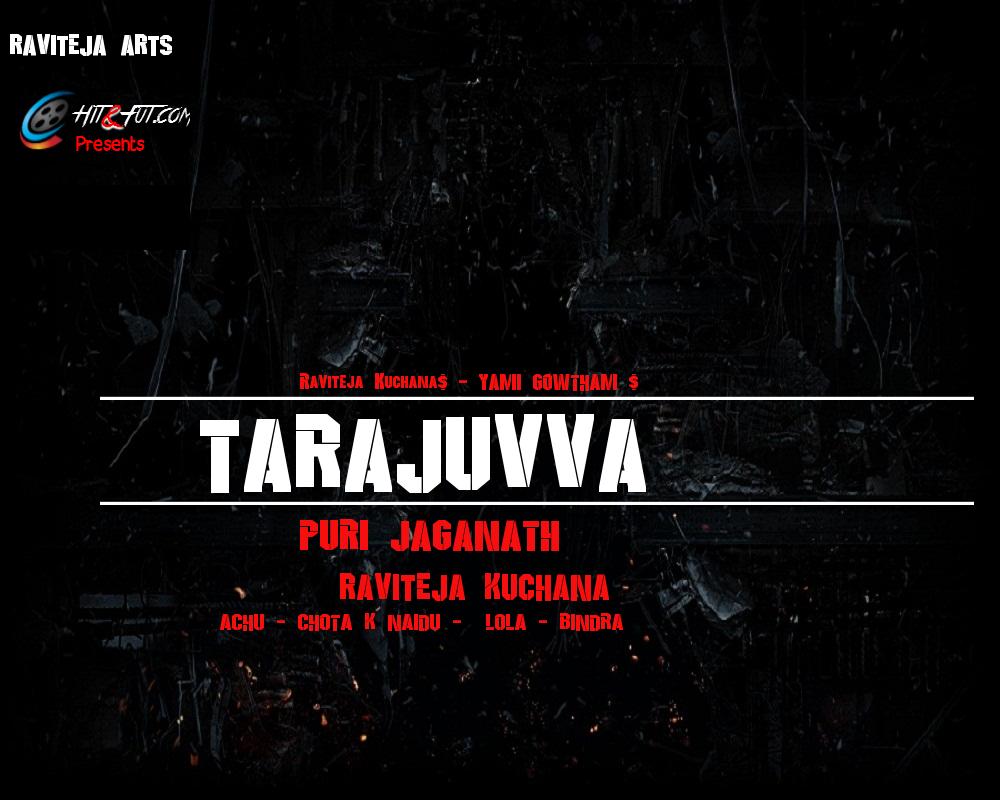 RAVITEJA ARTS
HIT&FUT.COM
Presents
RAVITEJA KUCHANA$ - YAMI GOWTHAM $
TARAJUVVA
PURI JAGANATH
RAVITEJA KUCHANA
ACHU - CHOTA K NAIDU - LOLA - BINDRA